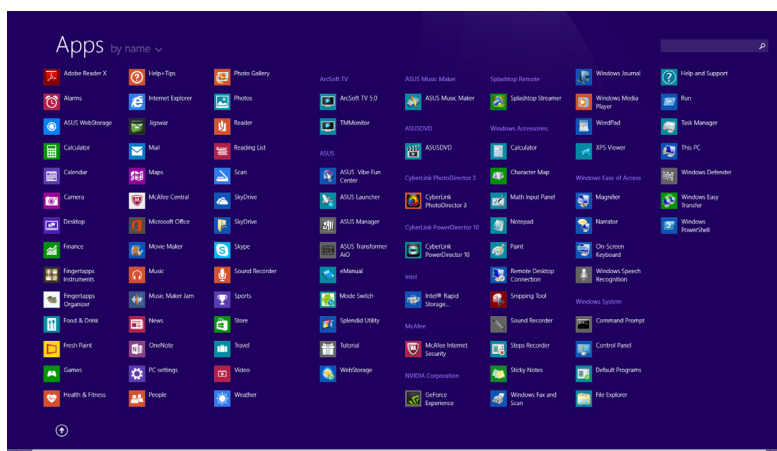 Apps by name
Adobe Reader X
Alarms
ASUS WebStorage
Calculator
Calendar
Camera
Desktop
Finance
Fingertapps
Instruments
Fingertapps
Organizer
Food & Drink
Fresh Paint
Games
Health & Fitness
Help+Tips
Internet Explorer
Jigswar
Mail
Maps
McAfee Central
Microsoft Office
Movie Maker
Music
Music Maker Jam
News
OneNote
PC settings
People
Photo Gallery
Photos
Reader
Reading List
Scan
SkyDrive
SkyDrive
Skype
Sound Recorder
Sports
Store
Travel
Video
Weather
ArcSoft TV
ArcSoft TV 5.0
TMMonitor
ASUS
ASUS Vibe Fun
Center
ASUS Launcher
ASUS Manager
ASUS Transformer
AiO
eManual
Mode Switch
Splendid Utility
Tutorial
WebStorage
ASUS Music Maker
ASUS Music Maker
ASUSDVD
ASUSDVD
CyberLink PhotoDirector 3
CyberLink
PhotoDirector 3
CyberLink PowerDirector 10
CyberLink
PowerDirector 10
Intel
Intel® Rapid
Storage...
McAfee
McAfee Internet
Security
NVIDIA Corporation
GeForce
Experience
Splashtop Remote
Splashtop Streamer
Windows Accessories
Calculator
Character Map
Math Input Panel
Notepad
Paint
Remote Desktop
Connection
Snipping Tool
Sound Recorder
Steps Recorder
Sticky Notes
Windows Fax and
Scan
Windows Journal
Windows Media
Player
WordPad
XPS Viewer
Windows Ease of Access
Magnifier
Narrator
On-Screen
Keyboard
Windows Speech
Recognition
Windows System
Command Prompt
Control Panel
Default Programs
File Explorer
Help and Support
Run
Task Manager
This PC
Windows Defender
Windows Easy
Transfer
Windows
PowerShell